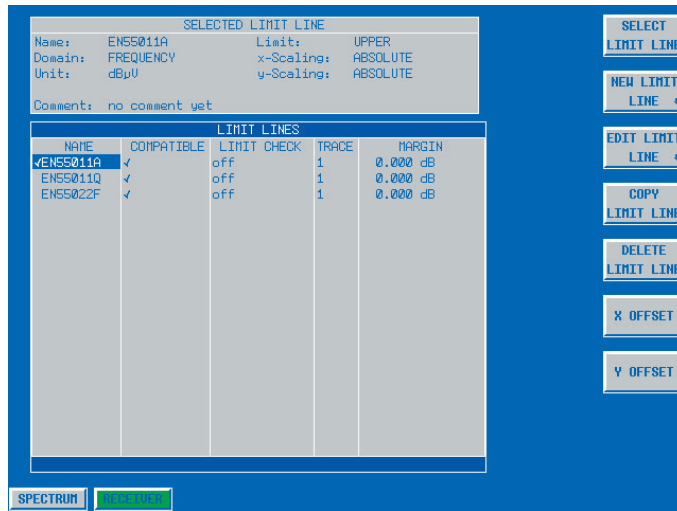 SELECTED LIMIT LINE
Name: EN55011A Limit: UPPER
Domain: FREQUENCY x-Scaling: ABSOLUTE
Unit: dBµV y-Scaling: ABSOLUTE
Comment: no comment yet
LIMIT LINES
NAME COMPATIBLE LIMIT CHECK TRACE MARGIN
✓EN55011A ✓ off 1 0.000 dB
EN55011Q ✓ off 1 0.000 dB
EN55022F ✓ off 1 0.000 dB
SELECT
LIMIT LINE
NEW LIMIT
LINE
EDIT LIMIT
LINE
COPY
LIMIT LINE
DELETE
LIMIT LINE
X OFFSET
Y OFFSET
SPECTRUM RECEIVER